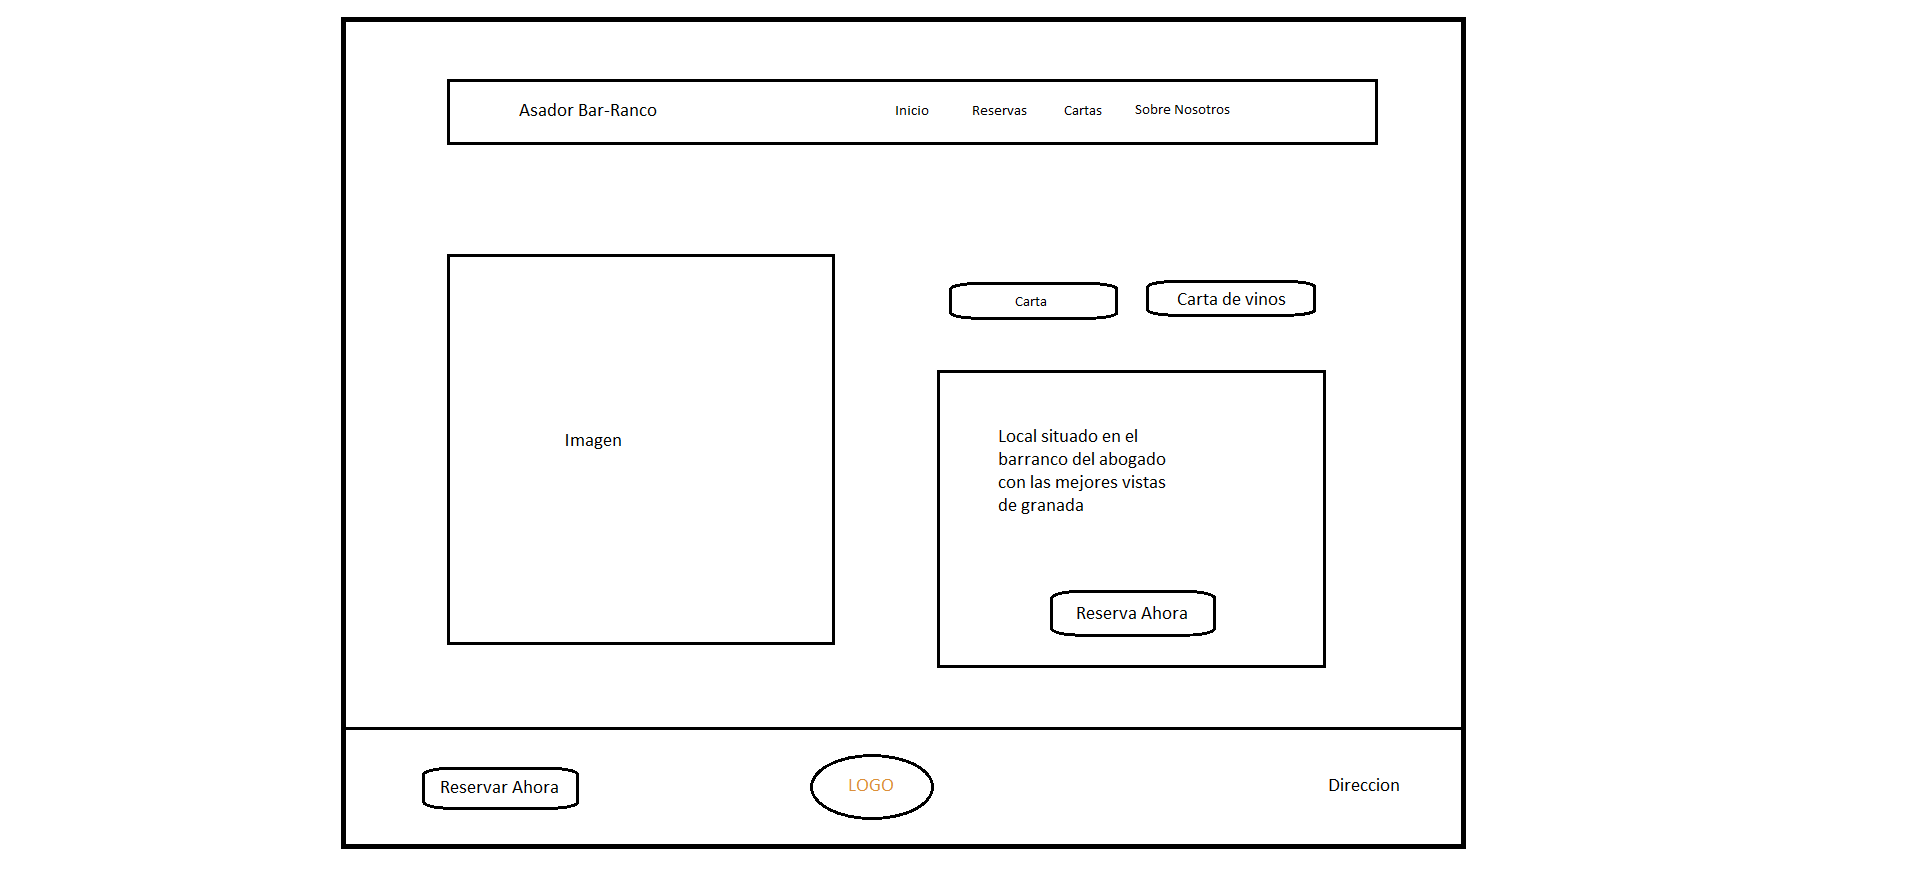 Asador Bar-Ranco
Inicio
Reservas
Cartas
Sobre Nosotros
Imagen
Carta
Carta de vinos
Local situado en el
barranco del abogado
con las mejores vistas
de granada
Reserva Ahora
Reservar Ahora
LOGO
Direccion